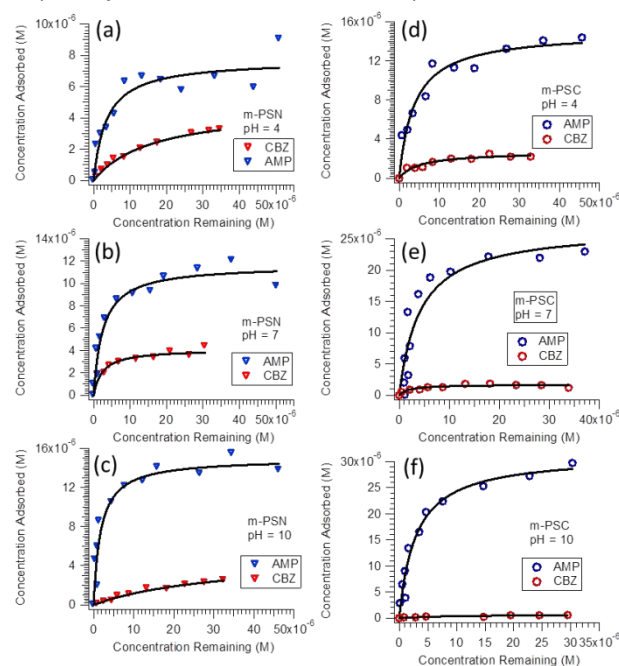 (a)
10x10⁻⁶
8
6
4
2
0
Concentration Adsorbed (M)
m-PSN
pH = 4
CBZ
AMP
0 10 20 30 40 50x10⁻⁶
Concentration Remaining (M)
(d)
16x10⁻⁶
12
8
4
0
Concentration Adsorbed (M)
m-PSC
pH = 4
AMP
CBZ
0 10 20 30 40 50x10⁻⁶
Concentration Remaining (M)
(b)
14x10⁻⁶
12
10
8
6
4
2
0
Concentration Adsorbed (M)
m-PSN
pH = 7
AMP
CBZ
0 10 20 30 40 50x10⁻⁶
Concentration Remaining (M)
(e)
25x10⁻⁶
20
15
10
5
0
Concentration Adsorbed (M)
m-PSC
pH = 7
AMP
CBZ
0 10 20 30 40x10⁻⁶
Concentration Remaining (M)
(c)
16x10⁻⁶
12
8
4
0
Concentration Adsorbed (M)
m-PSN
pH = 10
AMP
CBZ
0 10 20 30 40 50x10⁻⁶
Concentration Remaining (M)
(f)
30x10⁻⁶
25
20
15
10
5
0
Concentration Adsorbed (M)
m-PSC
pH = 10
AMP
CBZ
0 5 10 15 20 25 30 35x10⁻⁶
Concentration Remaining (M)